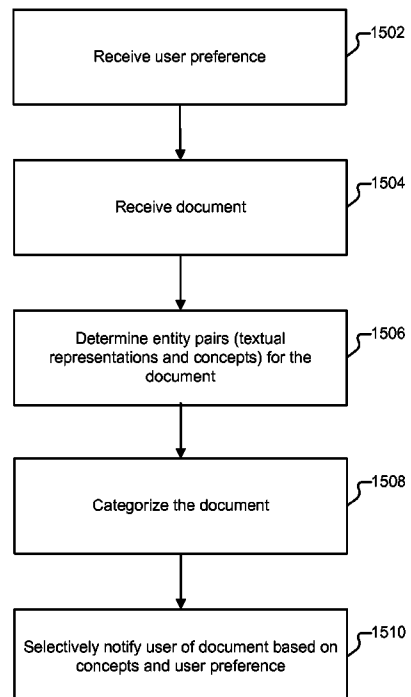 1502
Receive user preference
1504
Receive document
1506
Determine entity pairs (textual
representations and concepts) for the
document
1508
Categorize the document
1510
Selectively notify user of document based on
concepts and user preference